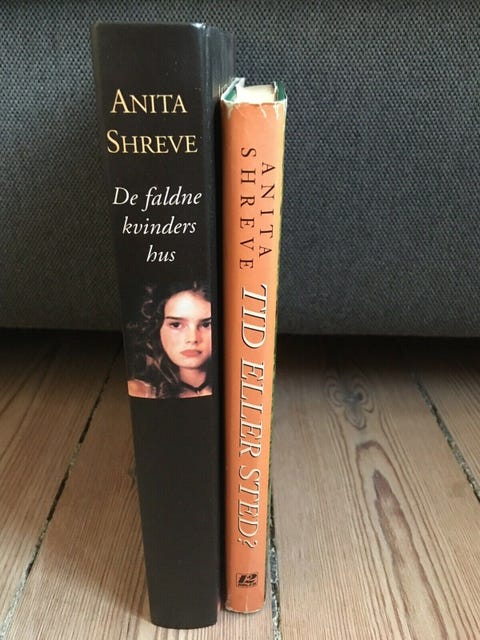 ANITA
SHREVE
De faldne
kvinders
hus
ANITA
SHREVE
TID ELLER STED?